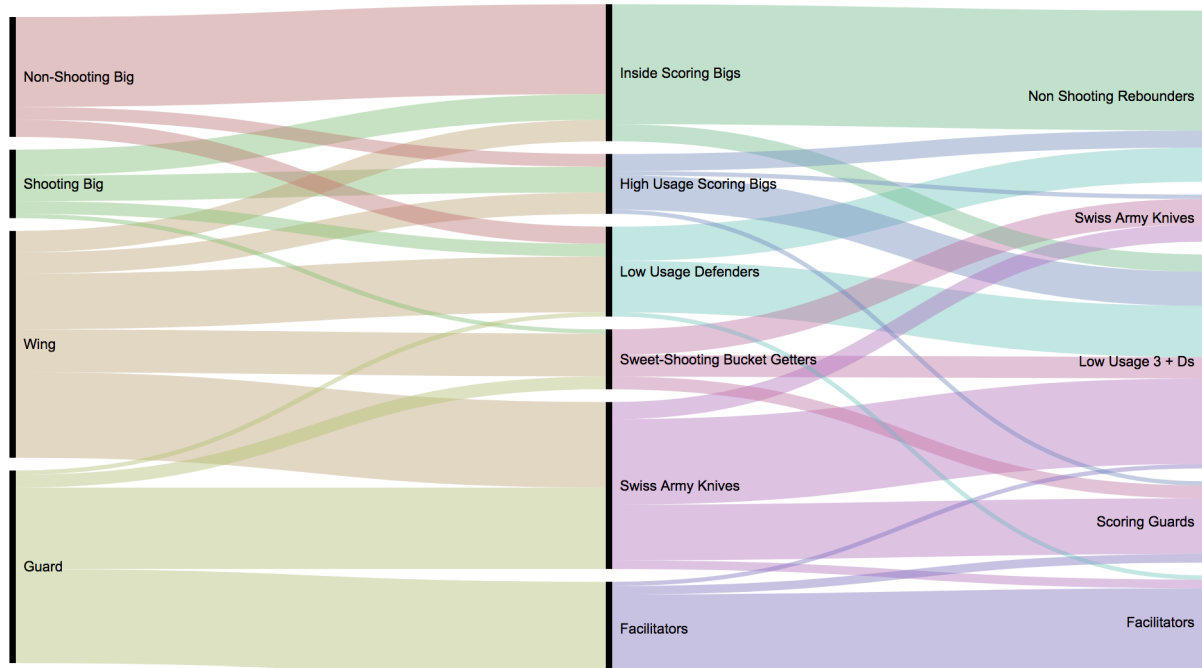 Non-Shooting Big
Shooting Big
Wing
Guard
Inside Scoring Bigs
High Usage Scoring Bigs
Low Usage Defenders
Sweet-Shooting Bucket Getters
Swiss Army Knives
Facilitators
Non Shooting Rebounders
Swiss Army Knives
Low Usage 3 + Ds
Scoring Guards
Facilitators